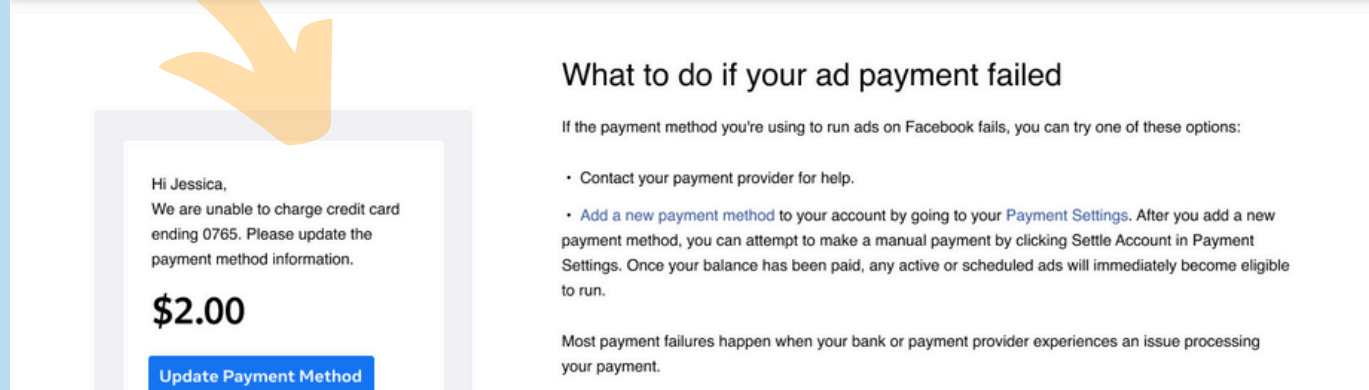 What to do if your ad payment failed
If the payment method you're using to run ads on Facebook fails, you can try one of these options:
• Contact your payment provider for help.
• Add a new payment method to your account by going to your Payment Settings. After you add a new
payment method, you can attempt to make a manual payment by clicking Settle Account in Payment
Settings. Once your balance has been paid, any active or scheduled ads will immediately become eligible
to run.
Most payment failures happen when your bank or payment provider experiences an issue processing
your payment.
Hi Jessica,
We are unable to charge credit card
ending 0765. Please update the
payment method information.
$2.00
Update Payment Method